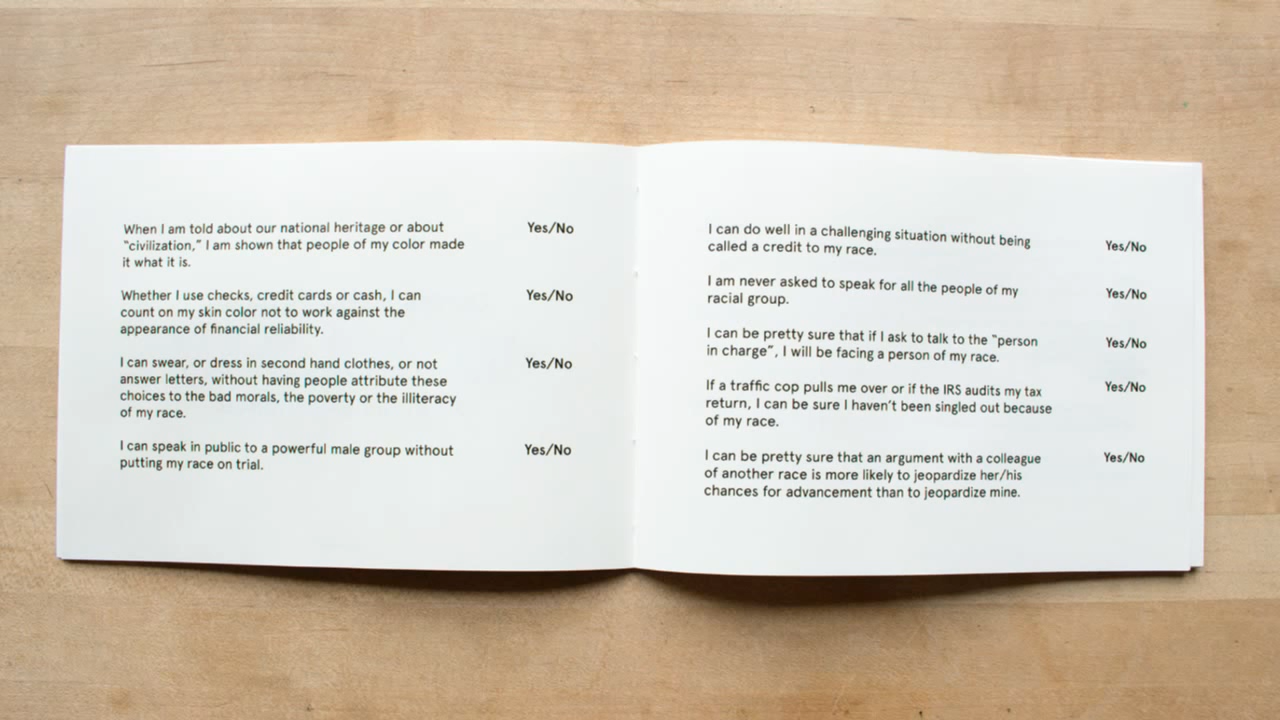 When I am told about our national heritage or about
“civilization,” I am shown that people of my color made
it what it is.
Yes/No
Whether I use checks, credit cards or cash, I can
count on my skin color not to work against the
appearance of financial reliability.
Yes/No
I can swear, or dress in second hand clothes, or not
answer letters, without having people attribute these
choices to the bad morals, the poverty or the illiteracy
of my race.
Yes/No
I can speak in public to a powerful male group without
putting my race on trial.
Yes/No
I can do well in a challenging situation without being
called a credit to my race.
Yes/No
I am never asked to speak for all the people of my
racial group.
Yes/No
I can be pretty sure that if I ask to talk to the “person
in charge”, I will be facing a person of my race.
Yes/No
If a traffic cop pulls me over or if the IRS audits my tax
return, I can be sure I haven’t been singled out because
of my race.
Yes/No
I can be pretty sure that an argument with a colleague
of another race is more likely to jeopardize her/his
chances for advancement than to jeopardize mine.
Yes/No